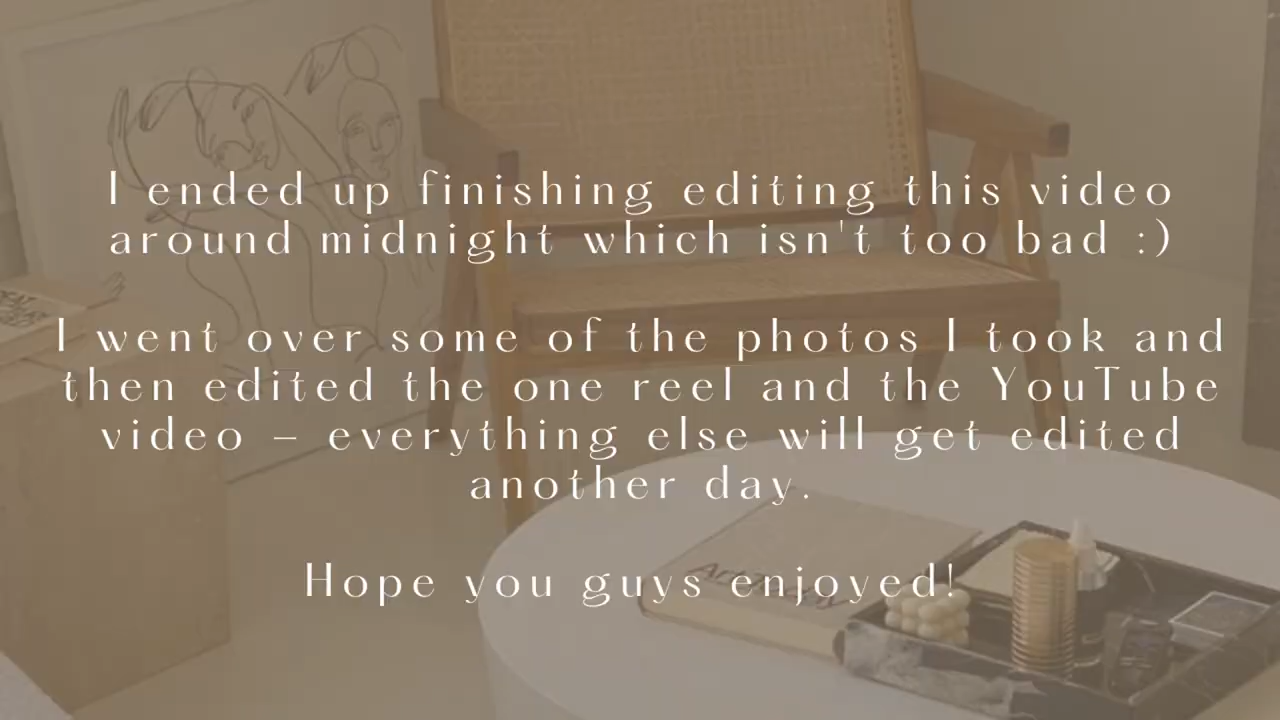 I ended up finishing editing this video
around midnight which isn't too bad :)
I went over some of the photos I took and
then edited the one reel and the YouTube
video – everything else will get edited
another day.
Hope you guys enjoyed!